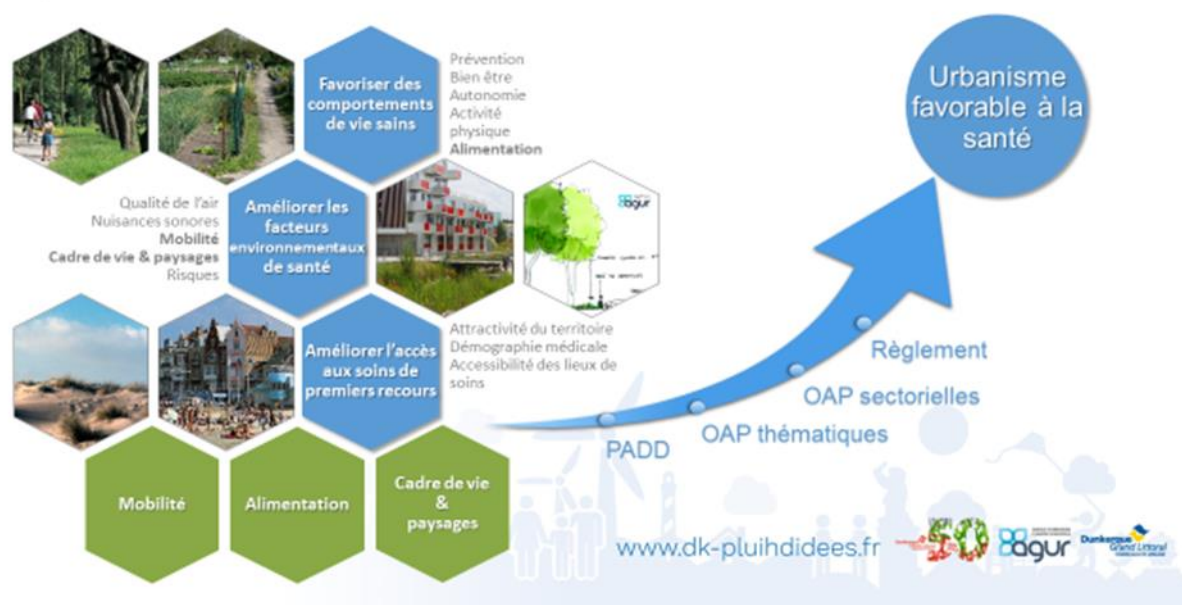 Favoriser des
comportements
de vie sains
Prévention
Bien être
Autonomie
Activité
physique
Alimentation
Qualité de l'air
Nuisances sonores
Mobilité
Cadre de vie & paysages
Risques
Améliorer les
facteurs
environnementaux
de santé
agur
Améliorer l'accès
aux soins de
premiers recours
Attractivité du territoire
Démographie médicale
Accessibilité des lieux de
soins
Mobilité
Alimentation
Cadre de vie
&
paysages
Urbanisme
favorable à la
santé
Règlement
OAP sectorielles
OAP thématiques
PADD
www.dk-pluihdidees.fr
agur
Dunkerque
Grand Littoral